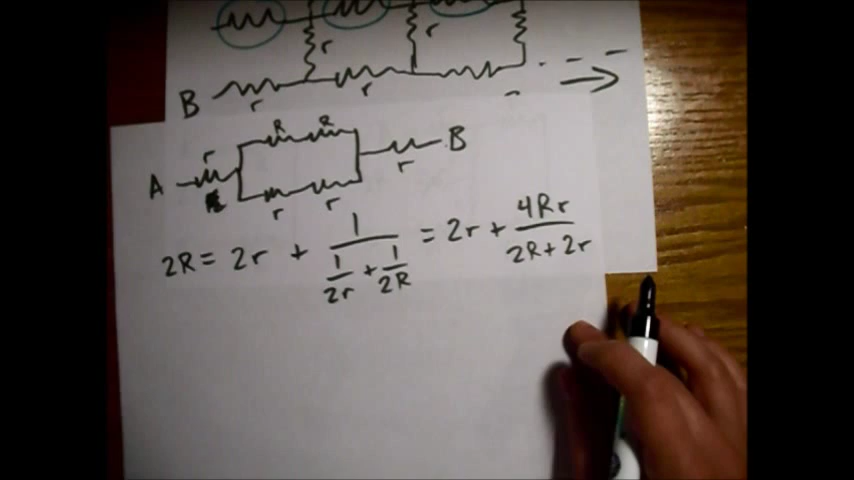 r
r
B
r
r
R R
r
A
B
r
r r
2R = 2r + 1/(1/2r + 1/2R) = 2r + 4Rr/(2R + 2r)